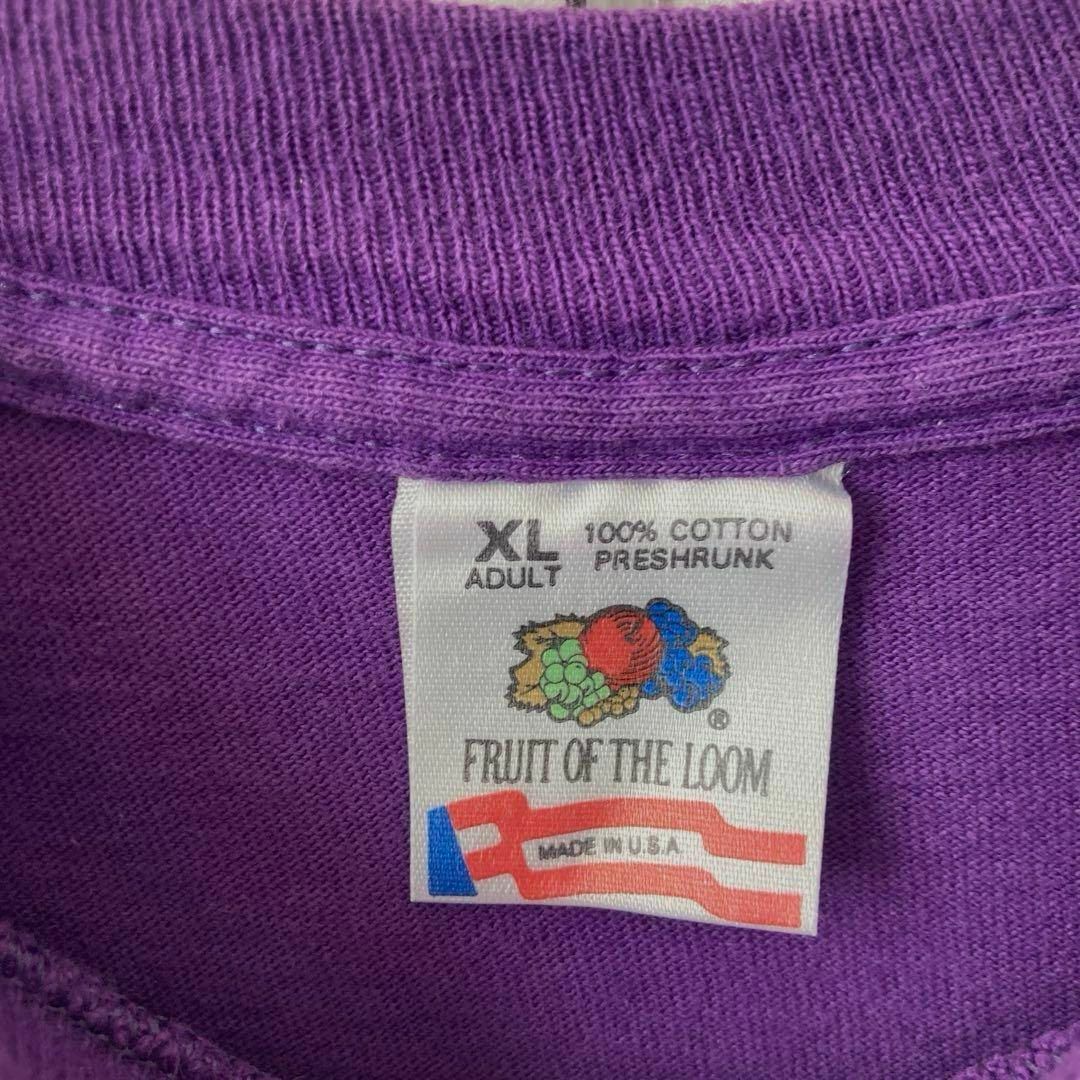 XL 100% COTTON
ADULT PRESHRUNK
®
FRUIT OF THE LOOM
MADE IN U.S.A